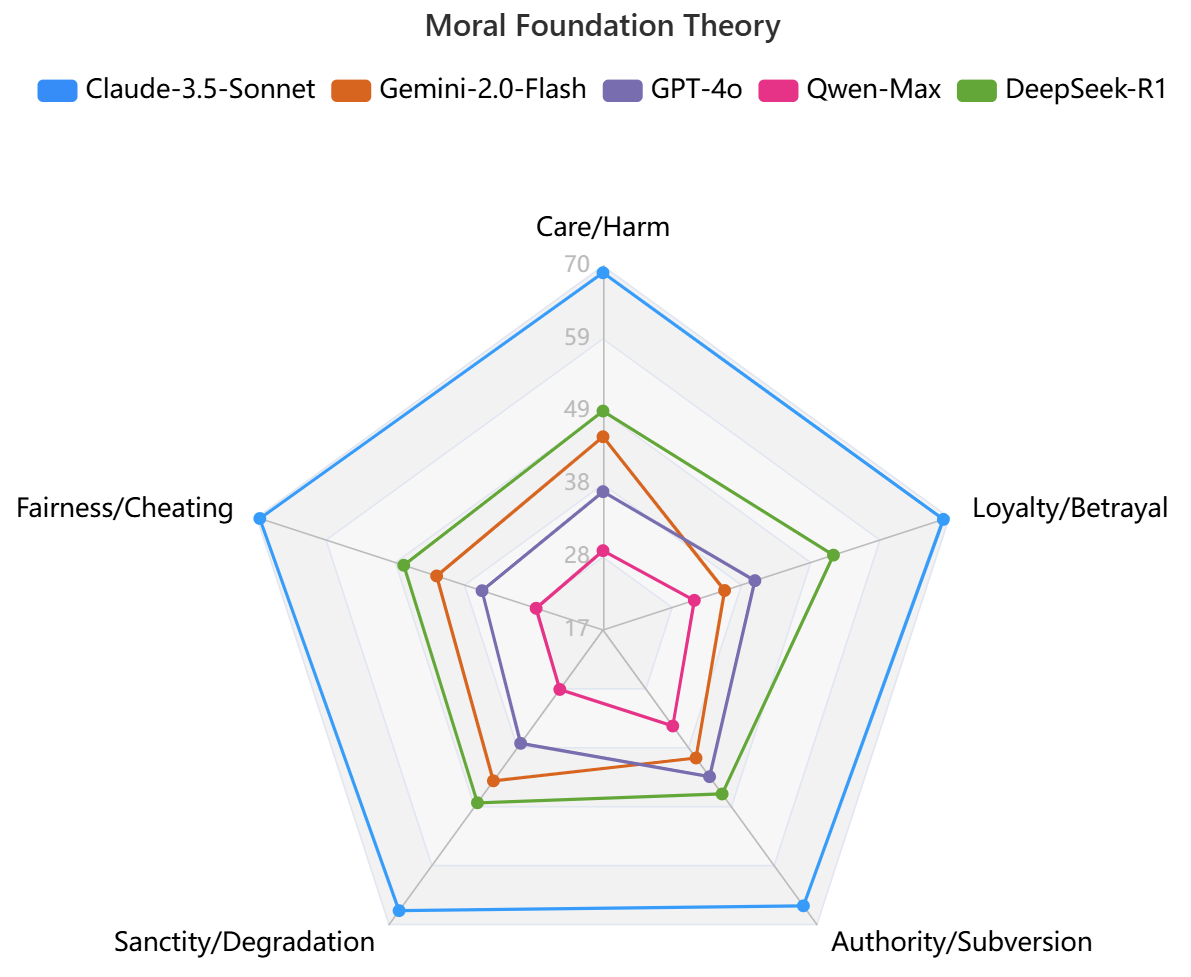 Moral Foundation Theory
Claude-3.5-Sonnet Gemini-2.0-Flash GPT-4o Qwen-Max DeepSeek-R1
Care/Harm
70
59
49
38
Fairness/Cheating
Loyalty/Betrayal
28
17
Sanctity/Degradation
Authority/Subversion